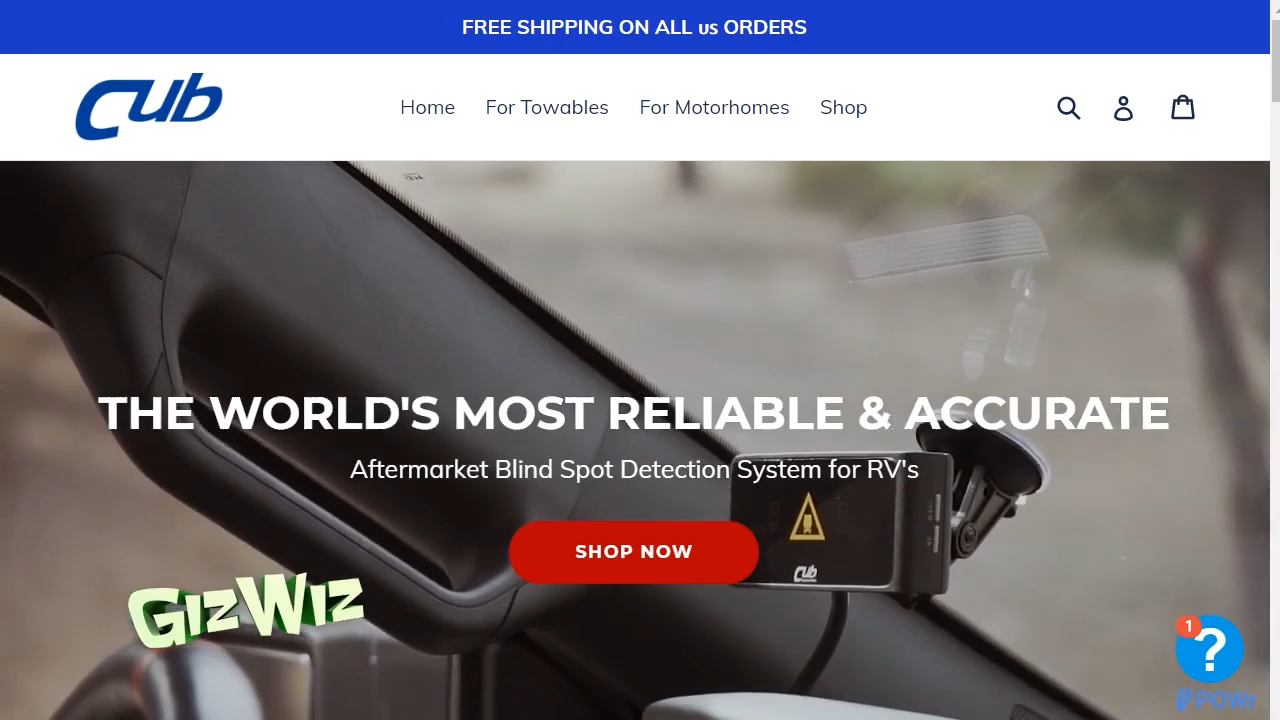 FREE SHIPPING ON ALL us ORDERS
Cub
Home
For Towables
For Motorhomes
Shop
THE WORLD'S MOST RELIABLE & ACCURATE
Aftermarket Blind Spot Detection System for RV's
SHOP NOW
Cub
GizWiz
1
?
POWr